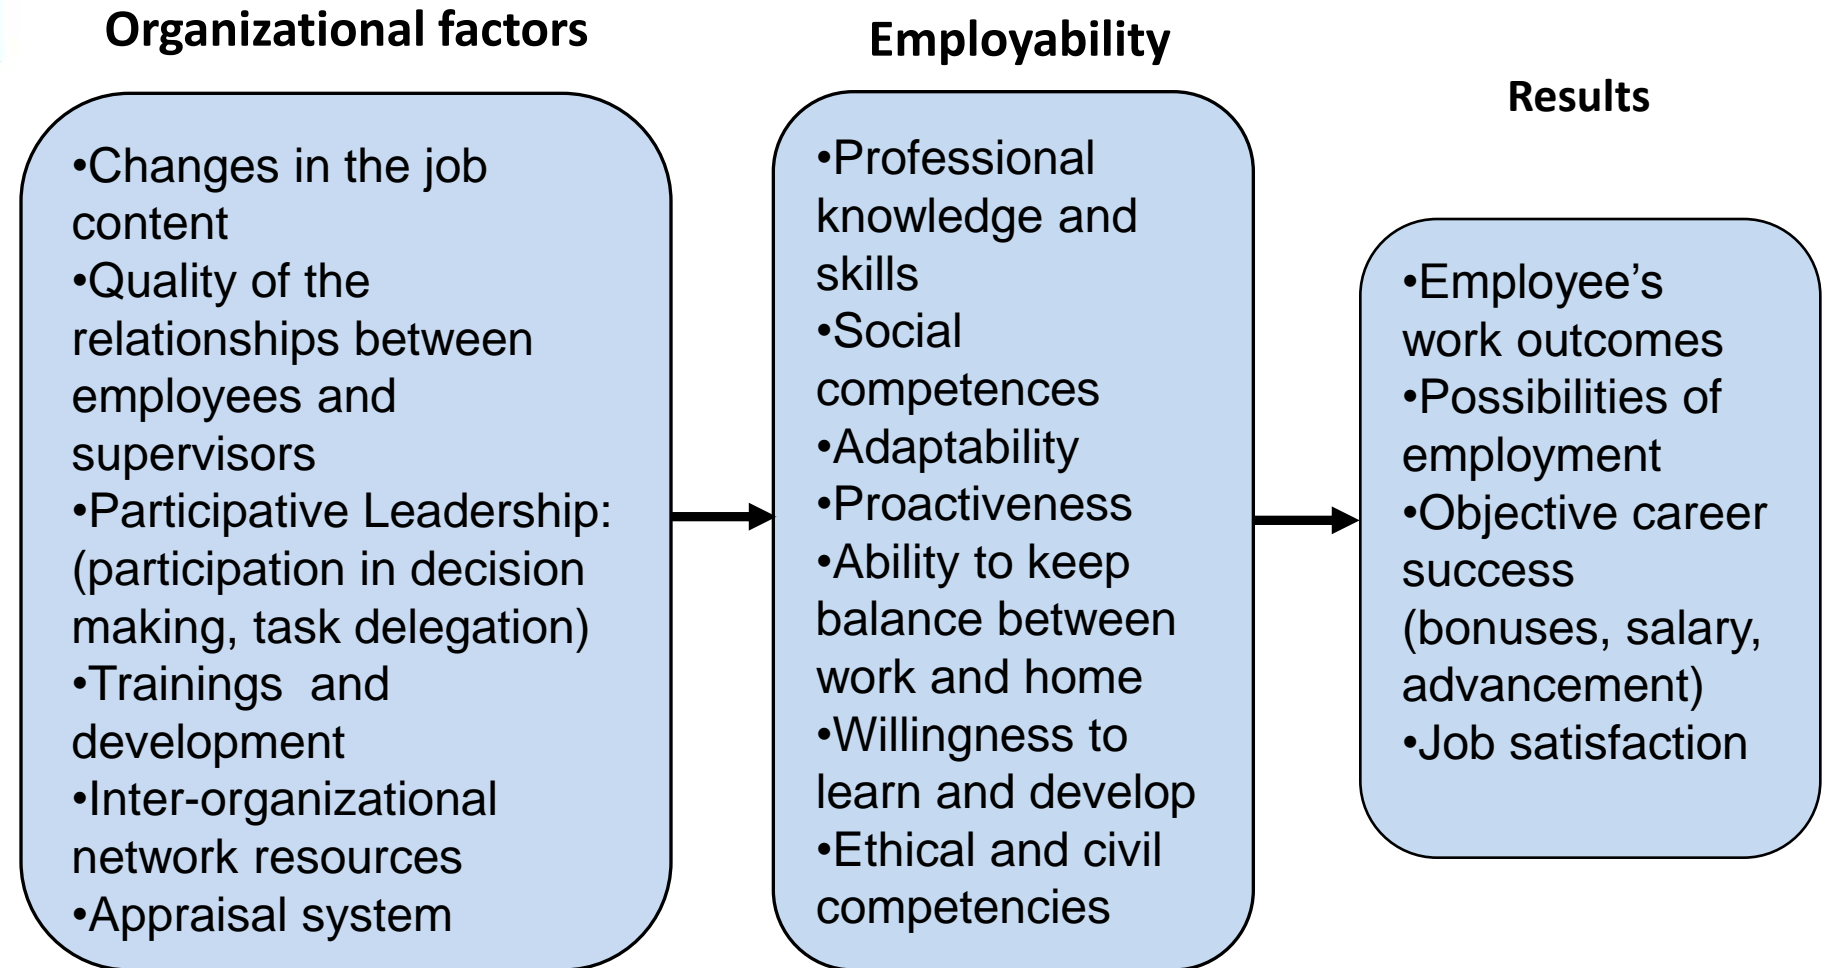 Organizational factors
•Changes in the job
content
•Quality of the
relationships between
employees and
supervisors
•Participative Leadership:
(participation in decision
making, task delegation)
•Trainings and
development
•Inter-organizational
network resources
•Appraisal system
Employability
•Professional
knowledge and
skills
•Social
competences
•Adaptability
•Proactiveness
•Ability to keep
balance between
work and home
•Willingness to
learn and develop
•Ethical and civil
competencies
Results
•Employee’s
work outcomes
•Possibilities of
employment
•Objective career
success
(bonuses, salary,
advancement)
•Job satisfaction